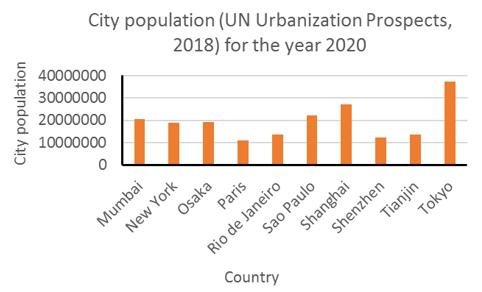 City population (UN Urbanization Prospects,
2018) for the year 2020
City population
40000000
30000000
20000000
10000000
0
Mumbai
New York
Osaka
Paris
Rio de Janeiro
Sao Paulo
Shanghai
Shenzhen
Tianjin
Tokyo
Country